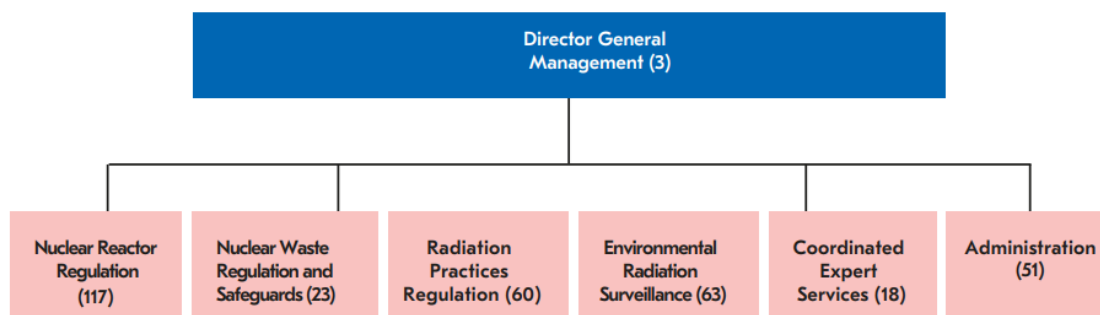 Director General
Management (3)
Nuclear Reactor
Regulation
(117)
Nuclear Waste
Regulation and
Safeguards (23)
Radiation
Practices
Regulation (60)
Environmental
Radiation
Surveillance (63)
Coordinated
Expert
Services (18)
Administration
(51)